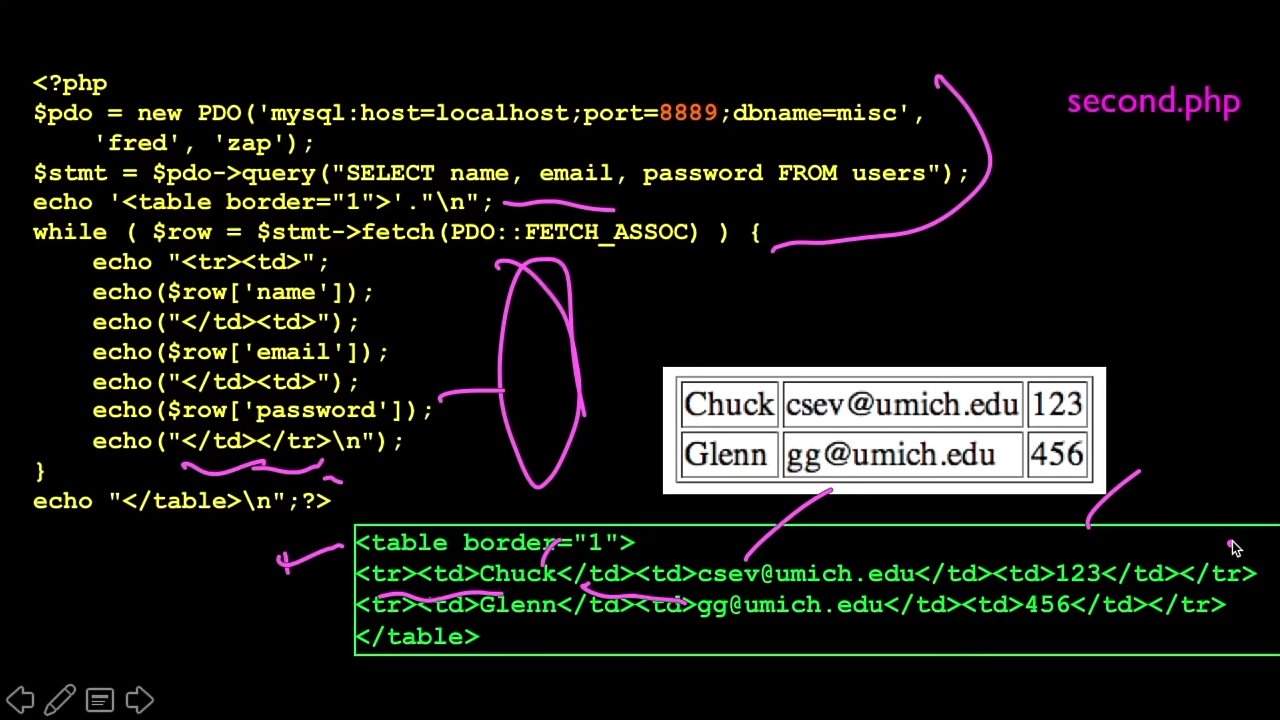 second.php
<?php
$pdo = new PDO('mysql:host=localhost;port=8889;dbname=misc',
    'fred', 'zap');
$stmt = $pdo->query("SELECT name, email, password FROM users");
echo '<table border="1">'."\n";
while ( $row = $stmt->fetch(PDO::FETCH_ASSOC) ) {
    echo "<tr><td>";
    echo($row['name']);
    echo("</td><td>");
    echo($row['email']);
    echo("</td><td>");
    echo($row['password']);
    echo("</td></tr>\n");
}
echo "</table>\n";?>
Chuck csev@umich.edu 123
Glenn gg@umich.edu 456
<table border="1">
<tr><td>Chuck</td><td>csev@umich.edu</td><td>123</td></tr>
<tr><td>Glenn</td><td>gg@umich.edu</td><td>456</td></tr>
</table>